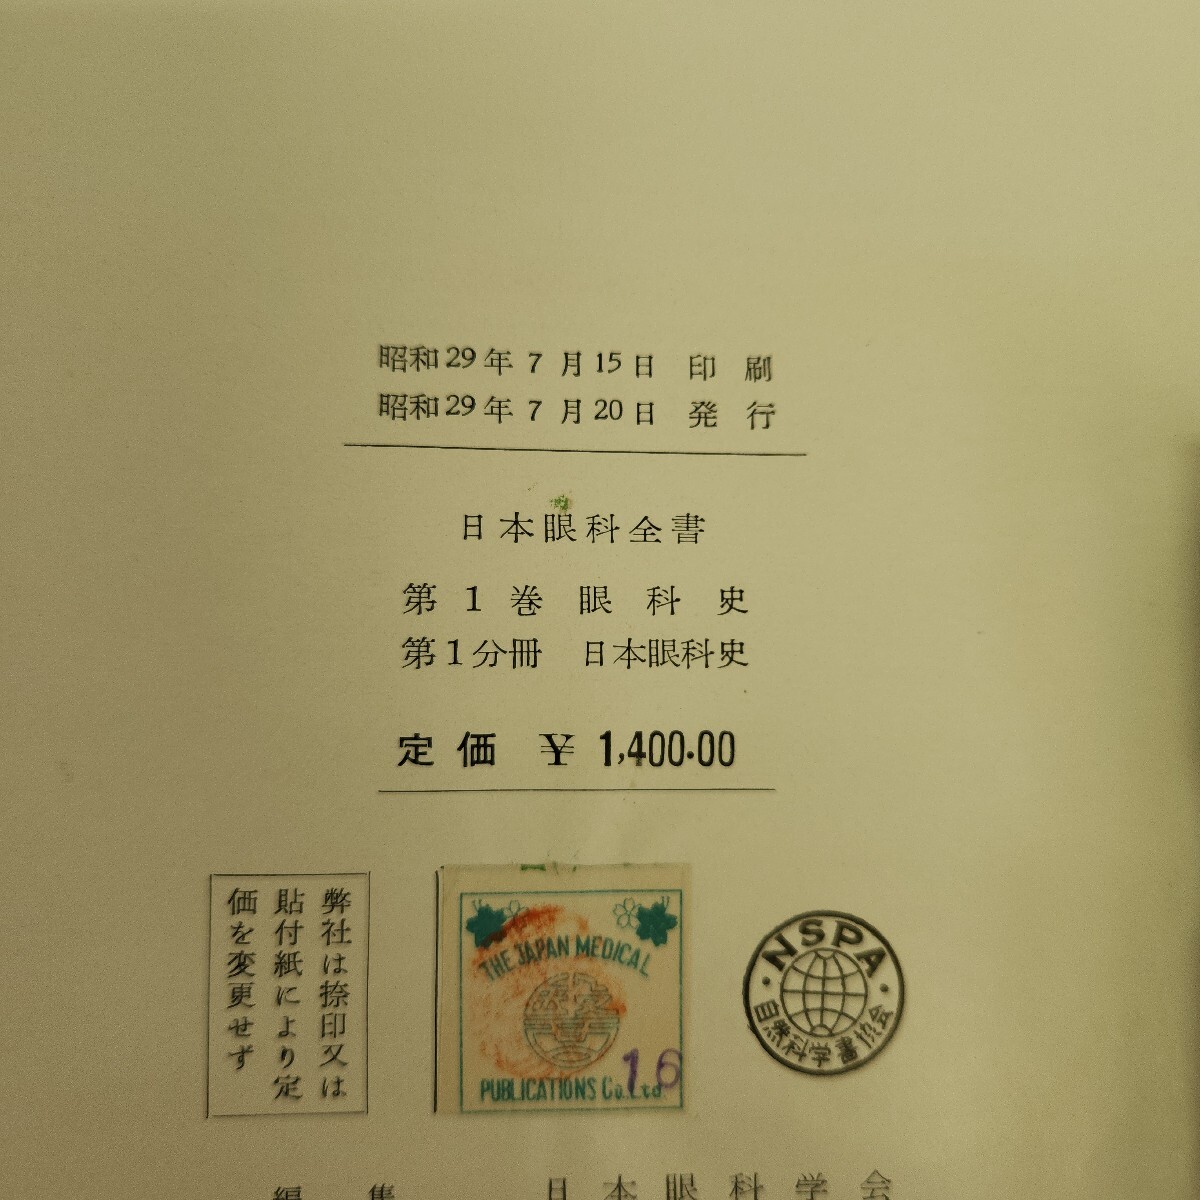 昭和29年7月15日 印刷
昭和29年7月20日 発行
日本眼科全書
第1巻 眼科史
第1分冊 日本眼科史
定価 ¥ 1,400.00
弊社は捺印又は
貼付紙により定
価を変更せず
THE JAPAN MEDICAL
PUBLICATIONS Co., Ltd.
16
NSPA
自然科学書協会
編集 日本眼科学会